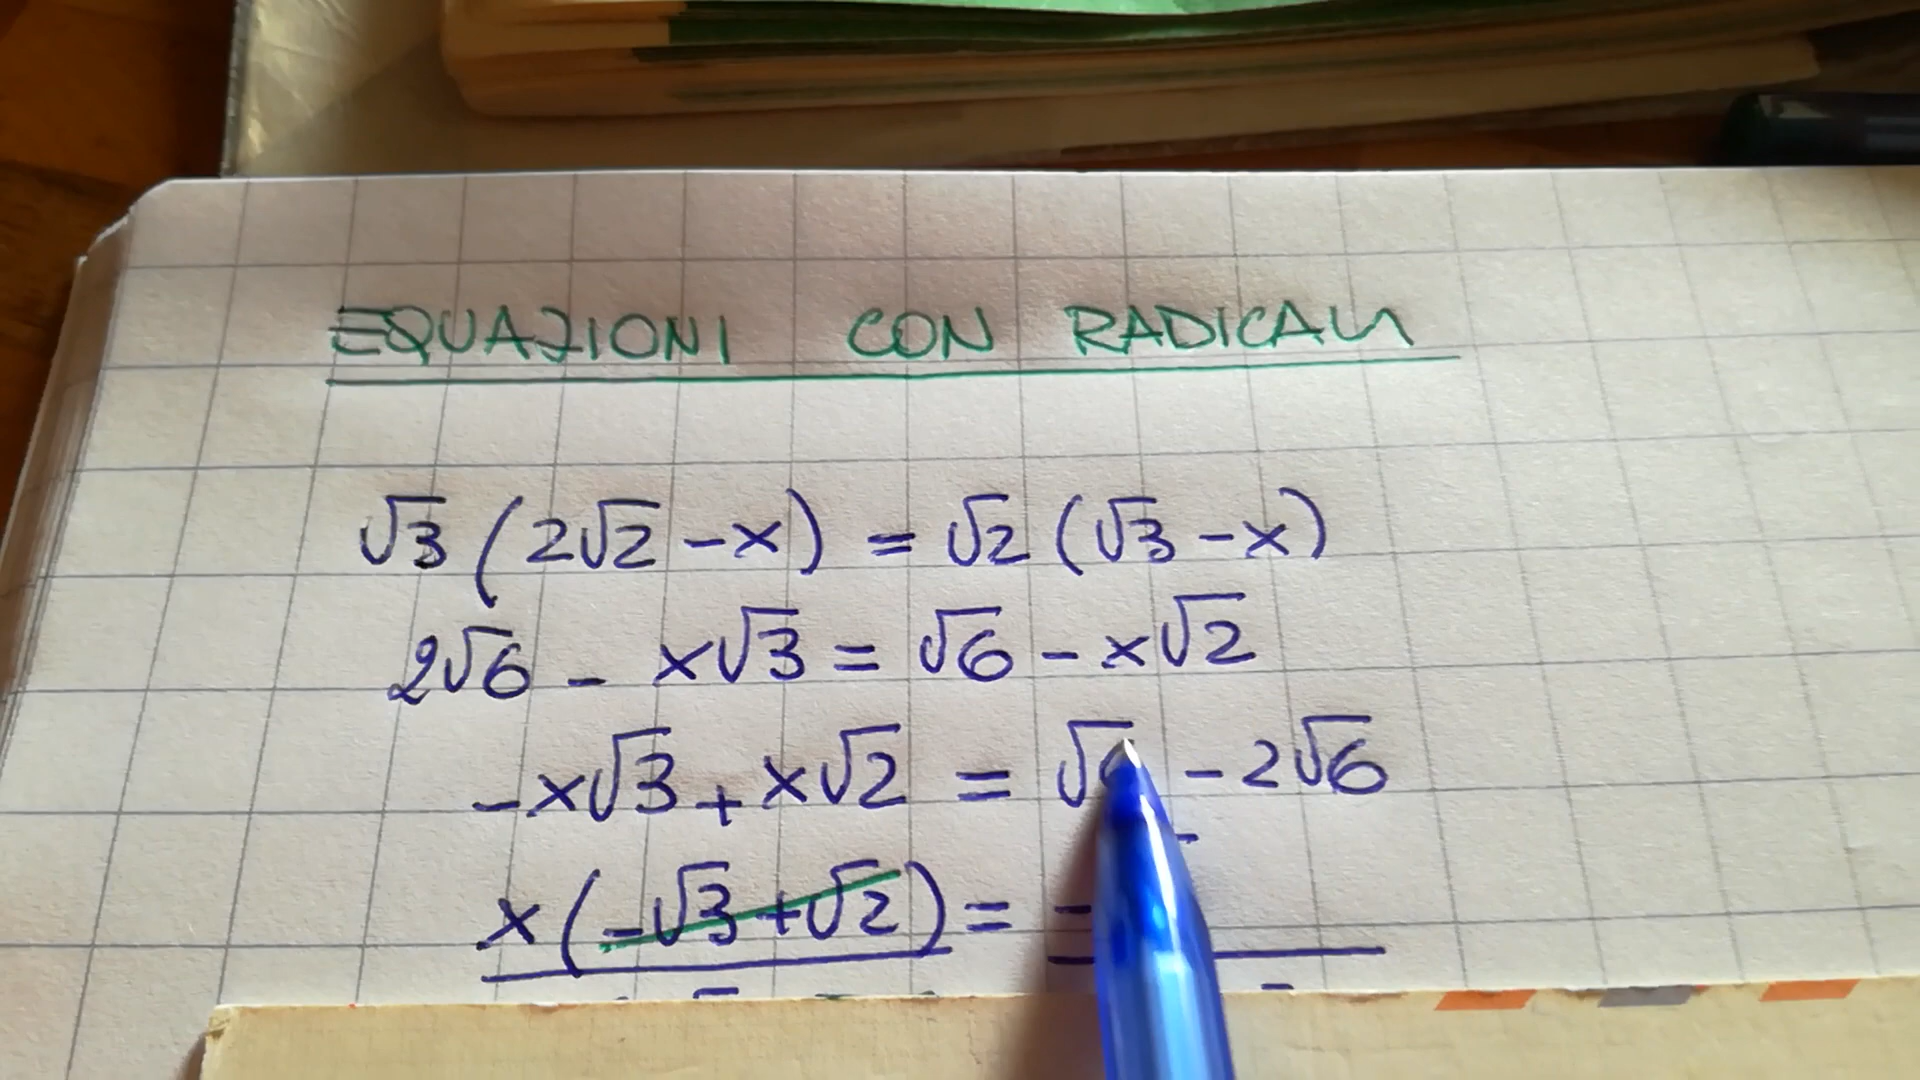 EQUAZIONI CON RADICALI
√3 (2√2 - x) = √2 (√3 - x)
2√6 - x√3 = √6 - x√2
-x√3 + x√2 = √6 - 2√6
x (-√3 + √2) = -